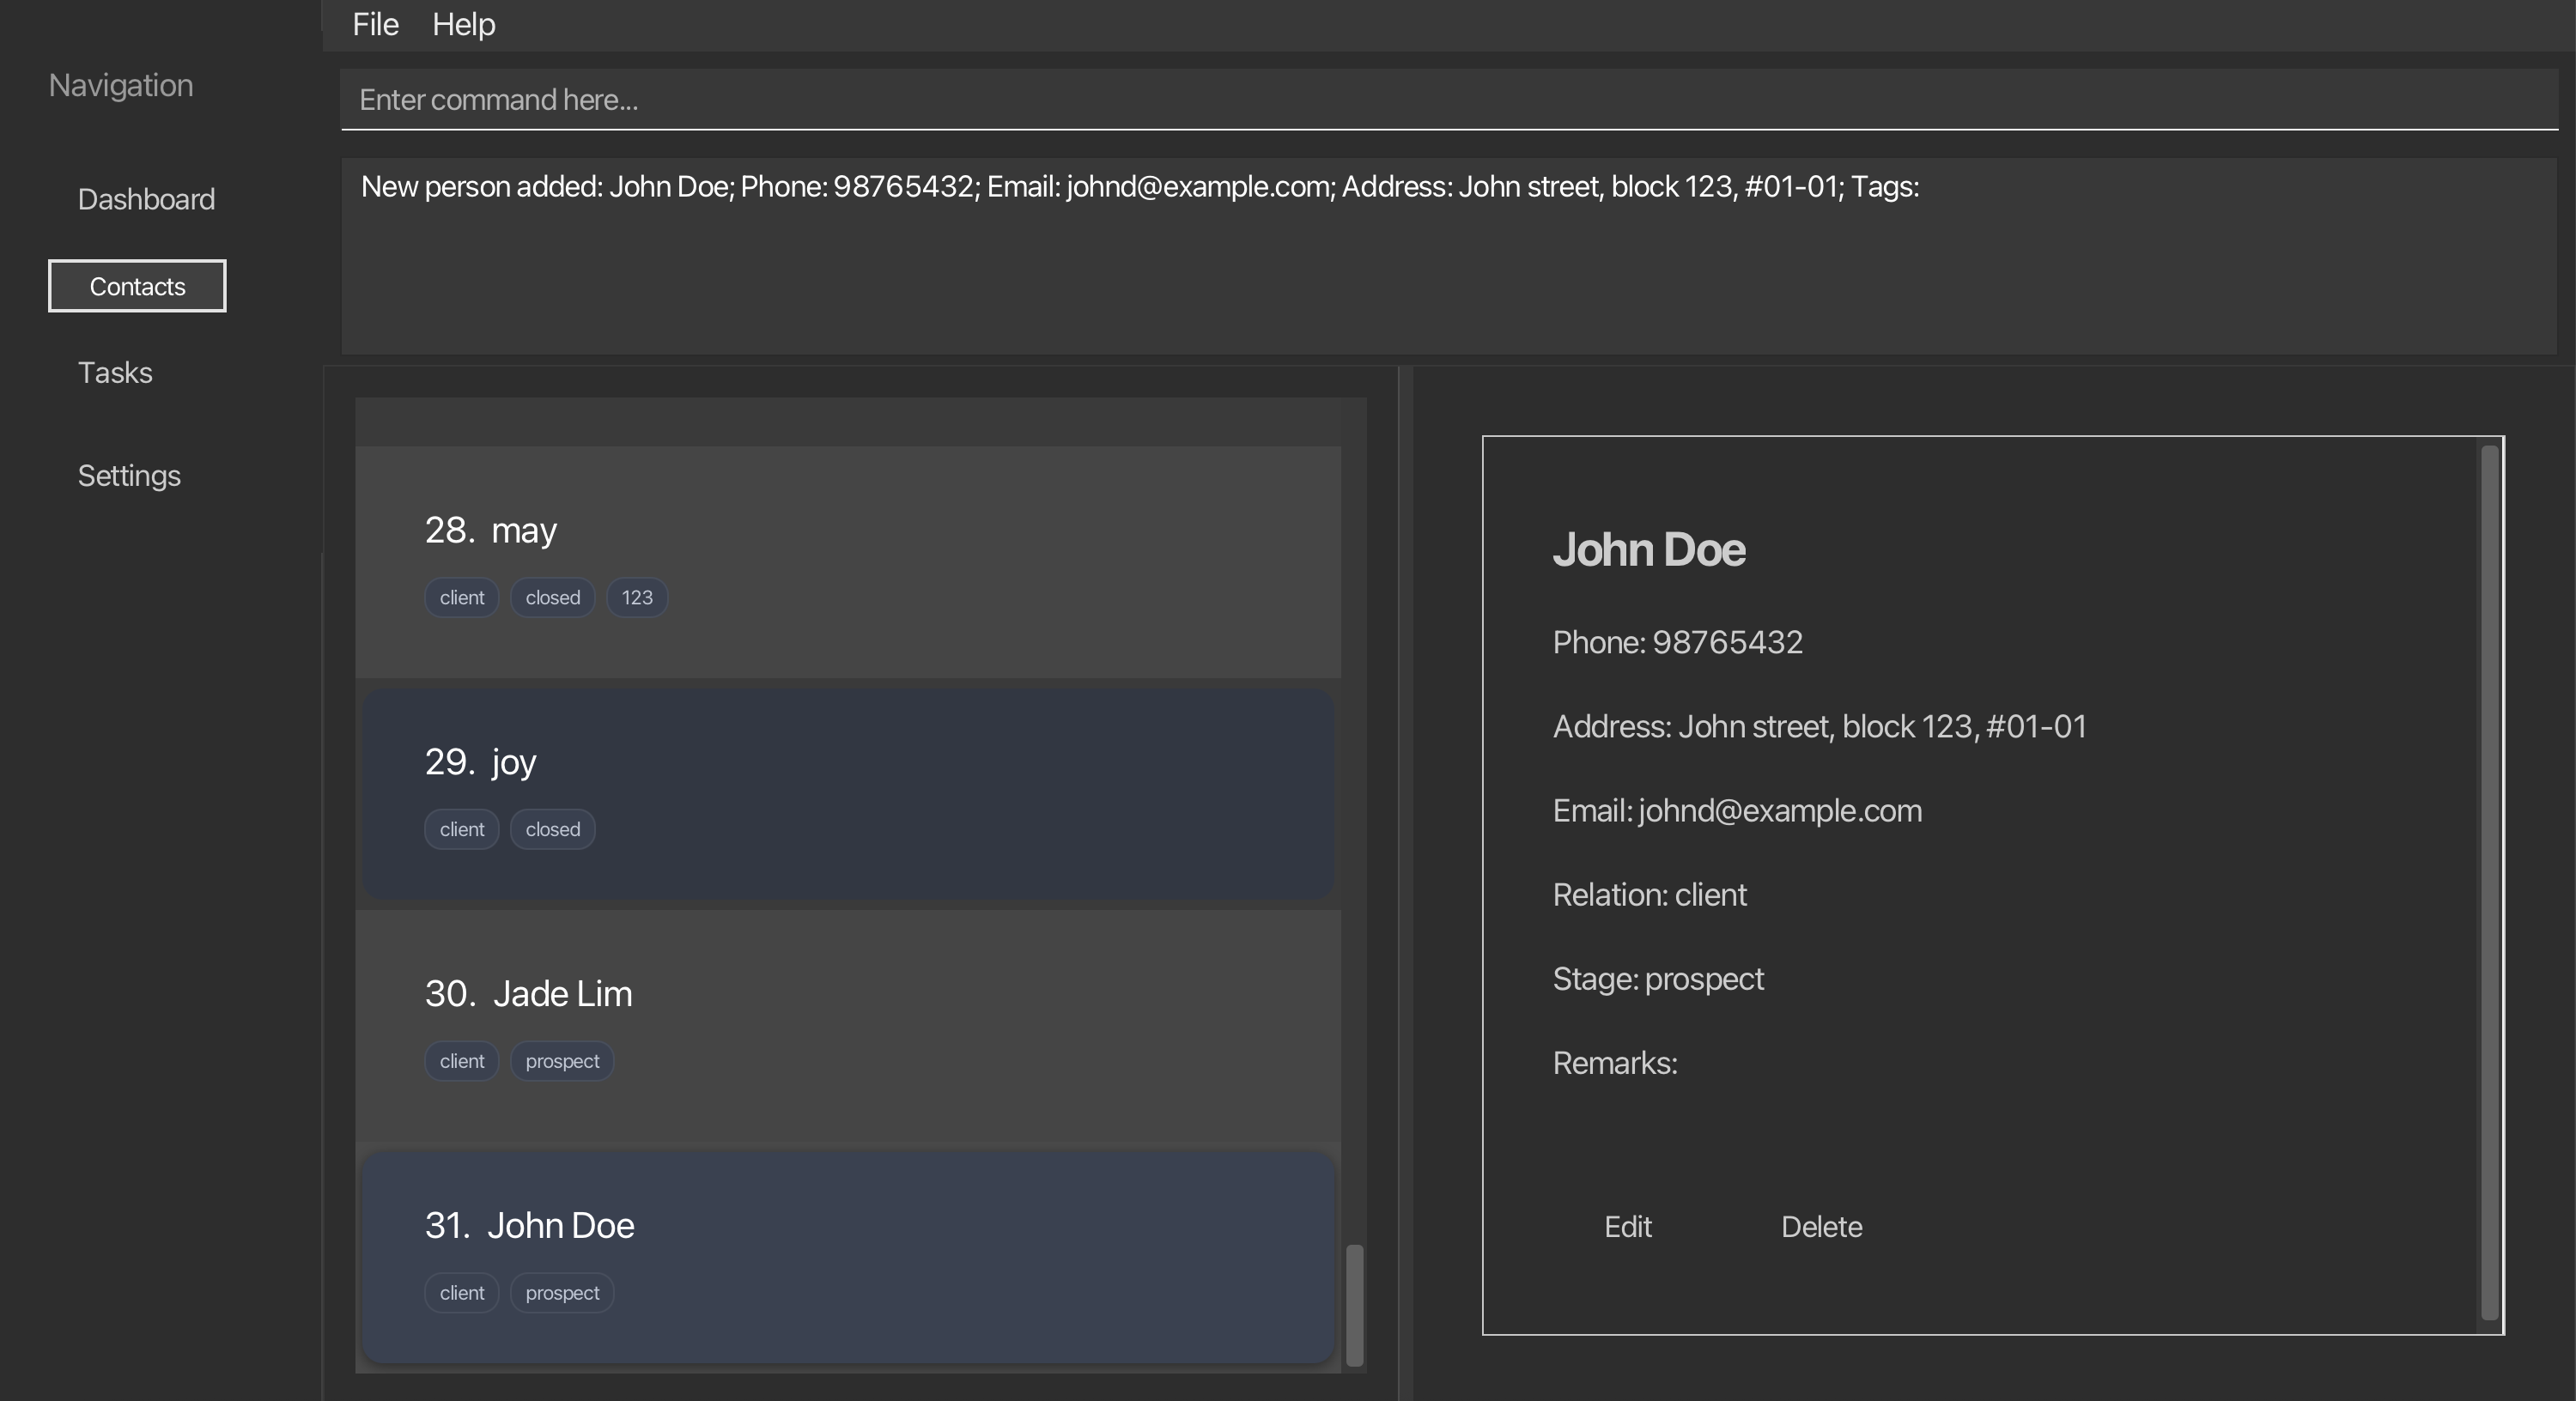 File Help
Navigation
Enter command here...
New person added: John Doe; Phone: 98765432; Email: johnd@example.com; Address: John street, block 123, #01-01; Tags:
Dashboard
Contacts
Tasks
Settings
28. may
client closed 123
29. joy
client closed
30. Jade Lim
client prospect
31. John Doe
client prospect
John Doe
Phone: 98765432
Address: John street, block 123, #01-01
Email: johnd@example.com
Relation: client
Stage: prospect
Remarks:
Edit Delete